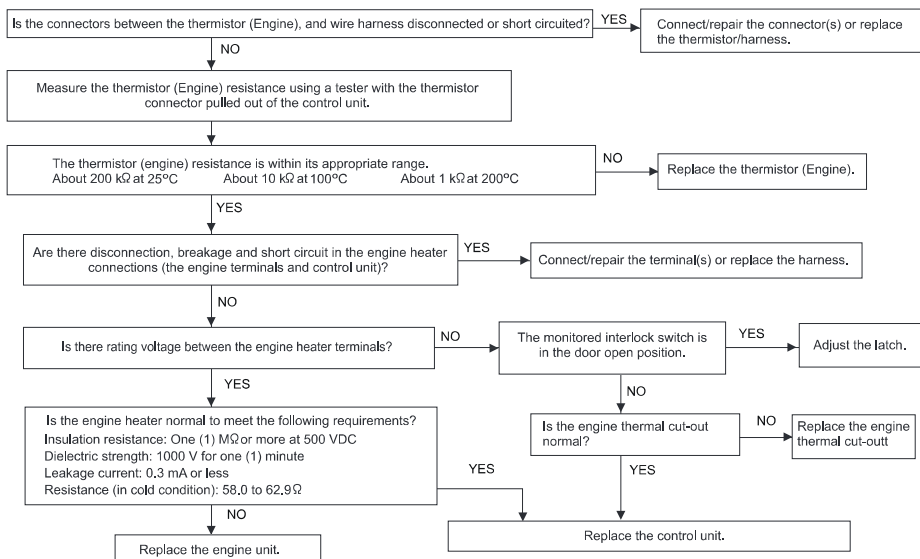 Is the connectors between the thermistor (Engine), and wire harness disconnected or short circuited?
YES
Connect/repair the connector(s) or replace
the thermistor/harness.
NO
Measure the thermistor (Engine) resistance using a tester with the thermistor
connector pulled out of the control unit.
The thermistor (engine) resistance is within its appropriate range.
About 200 kΩ at 25°C About 10 kΩ at 100°C About 1 kΩ at 200°C
NO
Replace the thermistor (Engine).
YES
Are there disconnection, breakage and short circuit in the engine heater
connections (the engine terminals and control unit)?
YES
Connect/repair the terminal(s) or replace the harness.
NO
Is there rating voltage between the engine heater terminals?
NO
The monitored interlock switch is
in the door open position.
YES
Adjust the latch.
YES
NO
Is the engine heater normal to meet the following requirements?
Insulation resistance: One (1) MΩ or more at 500 VDC
Dielectric strength: 1000 V for one (1) minute
Leakage current: 0.3 mA or less
Resistance (in cold condition): 58.0 to 62.9Ω
Is the engine thermal cut-out
normal?
NO
Replace the engine
thermal cut-outt
YES
YES
NO
Replace the engine unit.
Replace the control unit.